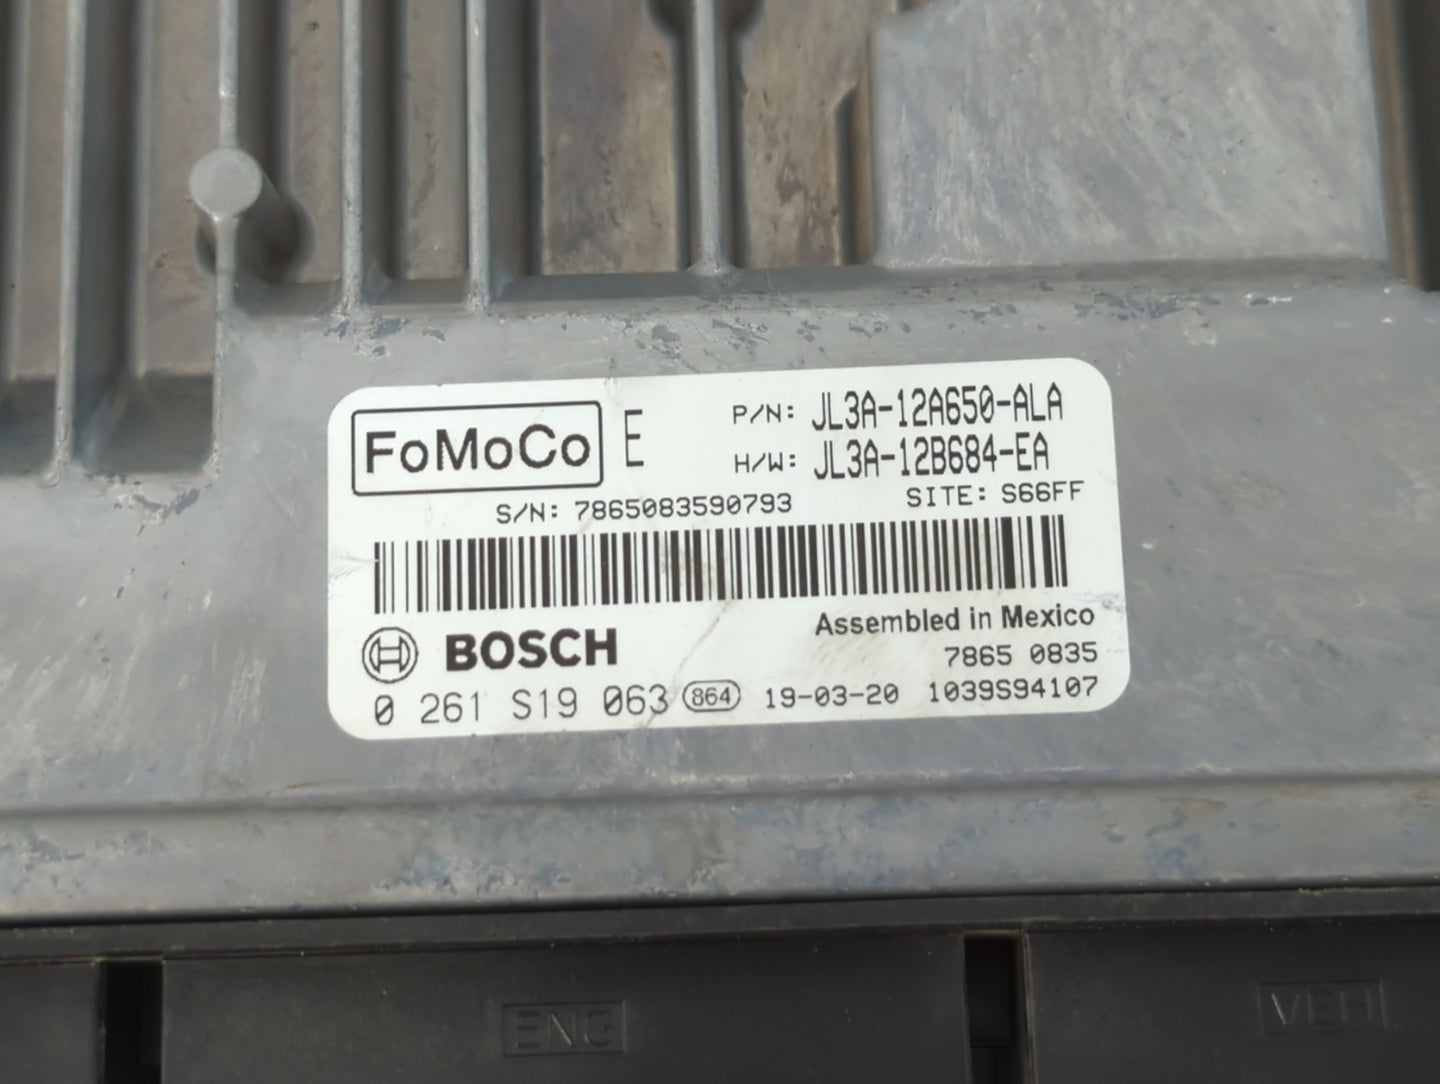 FoMoCo E P/N: JL3A-12A650-ALA
H/W: JL3A-12B684-EA
S/N: 7865083590793 SITE: S66FF
Assembled in Mexico
BOSCH 7865 0835
0 261 S19 063 864 19-03-20 1039S94107
ENG VEH